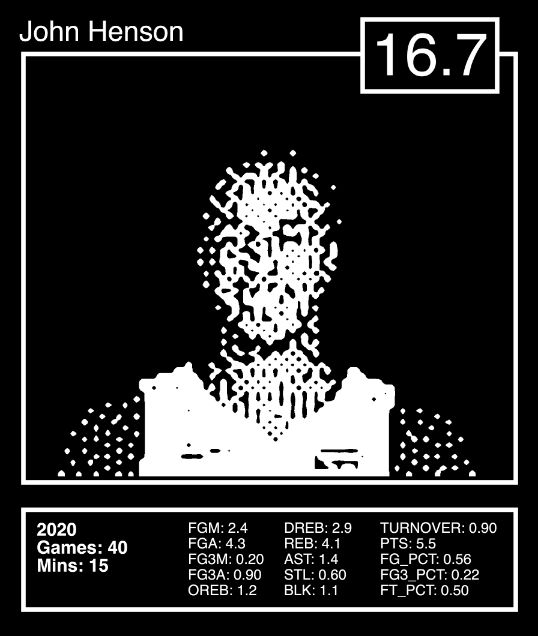 John Henson
16.7
2020
Games: 40
Mins: 15
FGM: 2.4
FGA: 4.3
FG3M: 0.20
FG3A: 0.90
OREB: 1.2
DREB: 2.9
REB: 4.1
AST: 1.4
STL: 0.60
BLK: 1.1
TURNOVER: 0.90
PTS: 5.5
FG_PCT: 0.56
FG3_PCT: 0.22
FT_PCT: 0.50